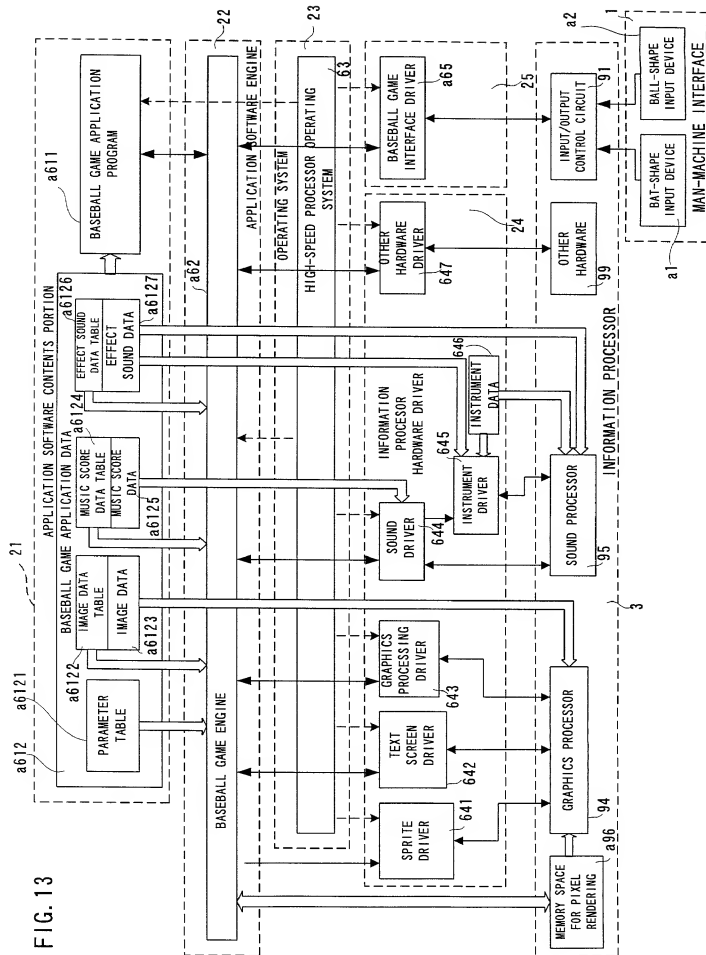 FIG.13
21
APPLICATION SOFTWARE CONTENTS PORTION
a612
BASEBALL GAME APPLICATION DATA
a6121
PARAMETER
TABLE
a6122
IMAGE DATA
TABLE
IMAGE DATA
a6123
a6124
MUSIC SCORE
DATA TABLE
MUSIC SCORE
DATA
a6125
a6126
EFFECT SOUND
DATA TABLE
EFFECT
SOUND DATA
a6127
a611
BASEBALL GAME APPLICATION
PROGRAM
22
BASEBALL GAME ENGINE
a62
APPLICATION SOFTWARE ENGINE
23
OPERATING SYSTEM
HIGH-SPEED PROCESSOR OPERATING
SYSTEM
63
SPRITE
DRIVER
641
TEXT
SCREEN
DRIVER
642
GRAPHICS
PROCESSING
DRIVER
643
SOUND
DRIVER
644
INFORMATION
PROCESOR
HARDWARE DRIVER
645
INSTRUMENT
DRIVER
646
INSTRUMENT
DATA
OTHER
HARDWARE
DRIVER
647
24
BASEBALL GAME
INTERFACE DRIVER
a65
25
MEMORY SPACE
FOR PIXEL
RENDERING
a96
GRAPHICS PROCESSOR
94
3
SOUND PROCESSOR
95
INFORMATION PROCESSOR
OTHER
HARDWARE
99
INPUT/OUTPUT
CONTROL CIRCUIT
91
1
a1
BAT-SHAPE
INPUT DEVICE
a2
BALL-SHAPE
INPUT DEVICE
MAN-MACHINE INTERFACE